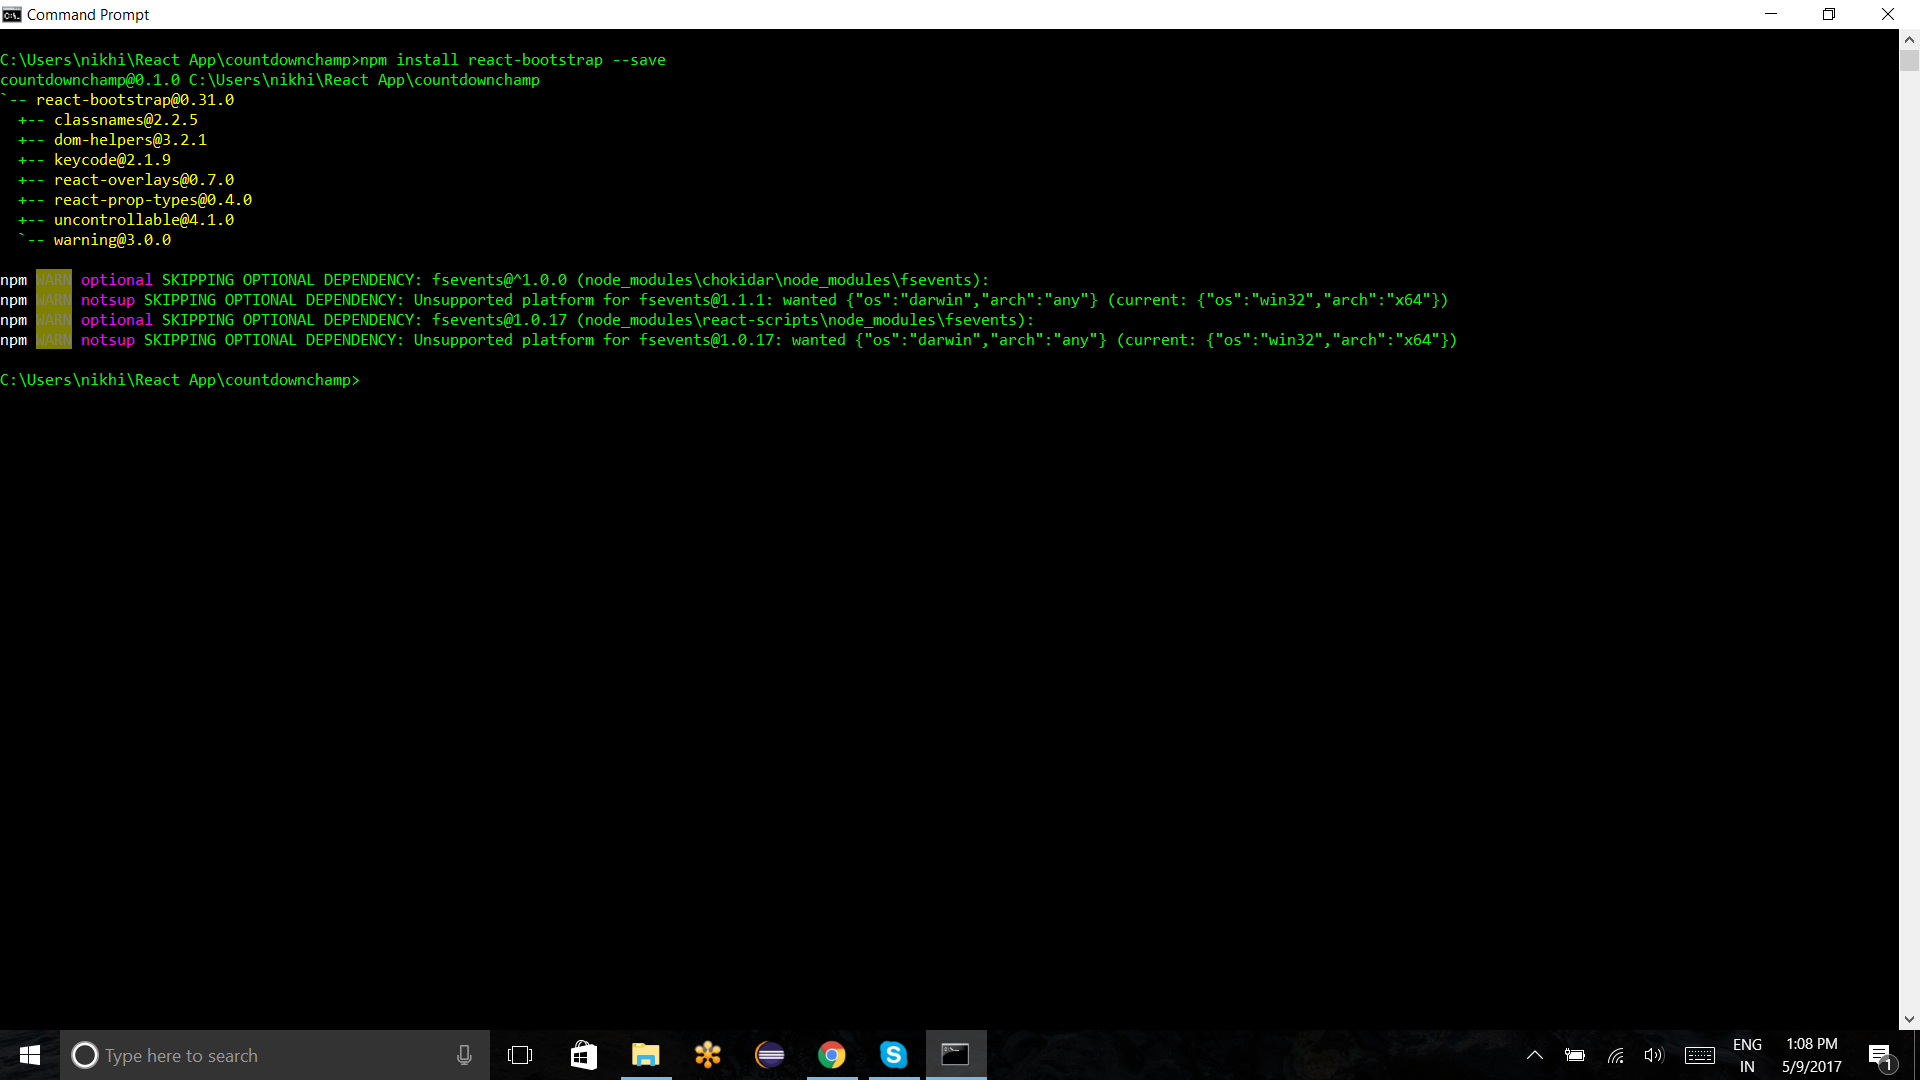 Command Prompt
C:\Users\nikhi\React App\countdownchamp>npm install react-bootstrap --save
countdownchamp@0.1.0 C:\Users\nikhi\React App\countdownchamp
`-- react-bootstrap@0.31.0
  +-- classnames@2.2.5
  +-- dom-helpers@3.2.1
  +-- keycode@2.1.9
  +-- react-overlays@0.7.0
  +-- react-prop-types@0.4.0
  +-- uncontrollable@4.1.0
  `-- warning@3.0.0
npm WARN optional SKIPPING OPTIONAL DEPENDENCY: fsevents@^1.0.0 (node_modules\chokidar\node_modules\fsevents):
npm WARN notsup SKIPPING OPTIONAL DEPENDENCY: Unsupported platform for fsevents@1.1.1: wanted {"os":"darwin","arch":"any"} (current: {"os":"win32","arch":"x64"})
npm WARN optional SKIPPING OPTIONAL DEPENDENCY: fsevents@1.0.17 (node_modules\react-scripts\node_modules\fsevents):
npm WARN notsup SKIPPING OPTIONAL DEPENDENCY: Unsupported platform for fsevents@1.0.17: wanted {"os":"darwin","arch":"any"} (current: {"os":"win32","arch":"x64"})
C:\Users\nikhi\React App\countdownchamp>
Type here to search
ENG
IN
1:08 PM
5/9/2017
1